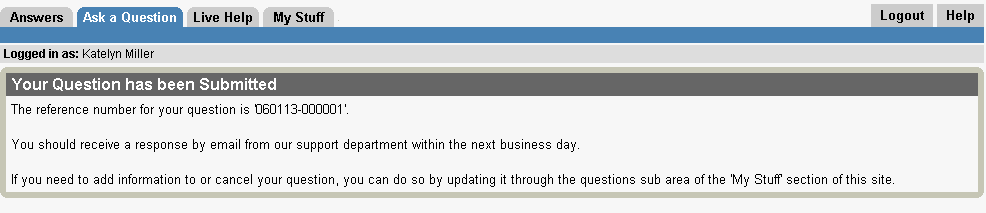 Answers Ask a Question Live Help My Stuff Logout Help
Logged in as: Katelyn Miller
Your Question has been Submitted
The reference number for your question is '060113-000001'.
You should receive a response by email from our support department within the next business day.
If you need to add information to or cancel your question, you can do so by updating it through the questions sub area of the 'My Stuff' section of this site.